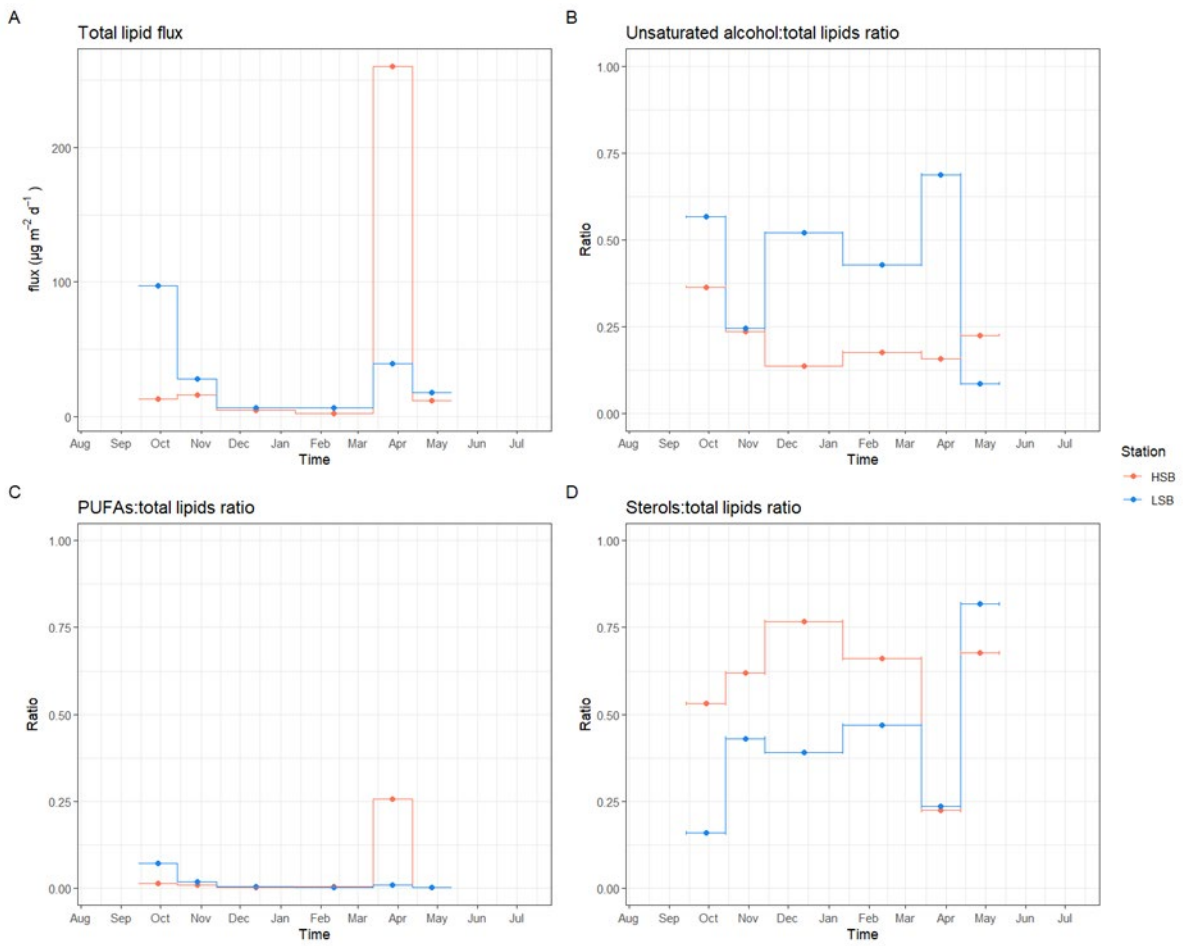 A
Total lipid flux
flux (µg m⁻² d⁻¹ )
200
100
0
Aug Sep Oct Nov Dec Jan Feb Mar Apr May Jun Jul
Time
B
Unsaturated alcohol:total lipids ratio
Ratio
1.00
0.75
0.50
0.25
0.00
Aug Sep Oct Nov Dec Jan Feb Mar Apr May Jun Jul
Time
C
PUFAs:total lipids ratio
Ratio
1.00
0.75
0.50
0.25
0.00
Aug Sep Oct Nov Dec Jan Feb Mar Apr May Jun Jul
Time
D
Sterols:total lipids ratio
Ratio
1.00
0.75
0.50
0.25
0.00
Aug Sep Oct Nov Dec Jan Feb Mar Apr May Jun Jul
Time
Station
HSB
LSB